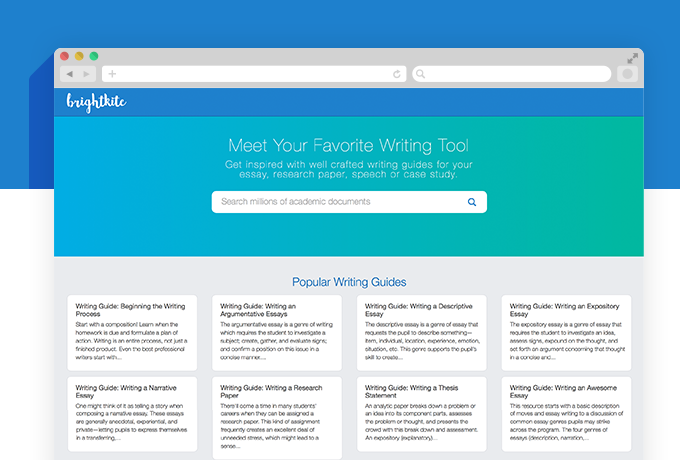 brightkite
Meet Your Favorite Writing Tool
Get inspired with well crafted writing guides for your
essay, research paper, speech or case study.
Search millions of academic documents
Popular Writing Guides
Writing Guide: Beginning the Writing
Process
Start with a composition! Learn when the
homework is due and formulate a plan of
action. Writing is an entire process, not just a
finished product. Even the best professional
writers start with...
Writing Guide: Writing an
Argumentative Essays
The argumentative essay is a genre of writing
which requires the student to investigate a
subject; create, gather, and evaluate signs;
and confirm a position on this issue in a
concise manner....
Writing Guide: Writing a Descriptive
Essay
The descriptive essay is a genre of essay that
requests the pupil to describe something—
item, individual, location, experience, emotion,
situation, etc. This genre supports the pupil's
skill to create...
Writing Guide: Writing an Expository
Essay
The expository essay is a genre of essay that
requires the student to investigate an idea,
assess signs, expound on the thought, and
set forth an argument concerning that thought
in a concise and...
Writing Guide: Writing a Narrative
Essay
One might think of it as telling a story when
composing a narrative essay. These essays
are generally anecdotal, experiential, and
private—letting pupils to express themselves
in a transferring,...
Writing Guide: Writing a Research
Paper
There'll come a time in many students'
careers when they can be assigned a
research paper. This kind of assignment
frequently creates an excellent deal of
unneeded stress, which might lead to a
sense...
Writing Guide: Writing a Thesis
Statement
An analytic paper breaks down a problem or
an idea into its component parts, assesses
the problem or thought, and presents the
crowd with this break down and assessment.
An expository (explanatory)...
Writing Guide: Writing an Awesome
Essay
This resource starts with a basic description
of moves and essay writing to a discussion of
common essay genres pupils may strike
across the program. The four genres of
essays (description, narration,...